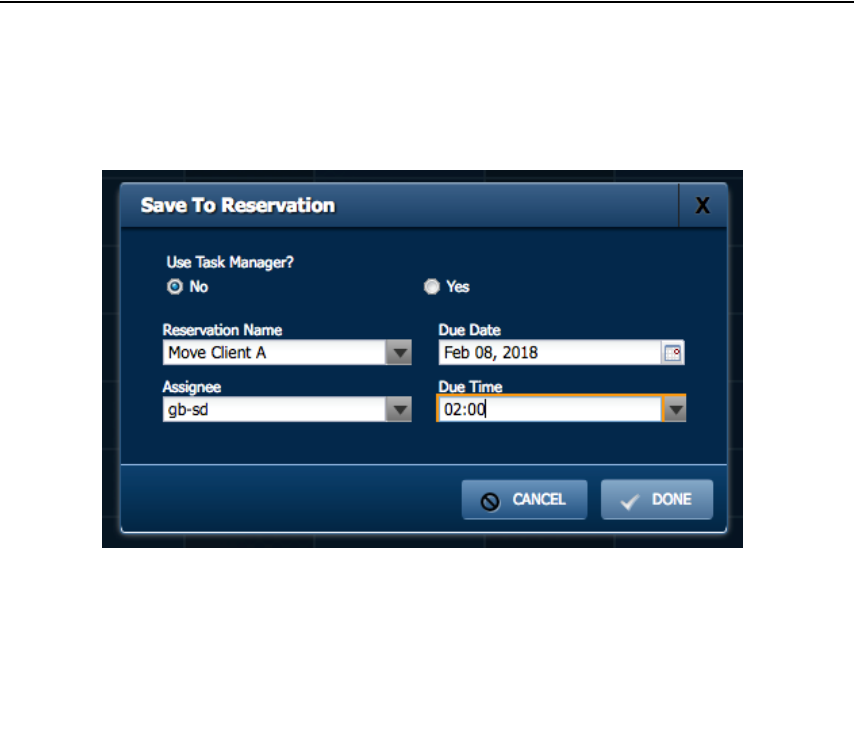 Save To Reservation
X
Use Task Manager?
No
Yes
Reservation Name
Due Date
Move Client A
Feb 08, 2018
Assignee
Due Time
gb-sd
02:00
CANCEL
DONE